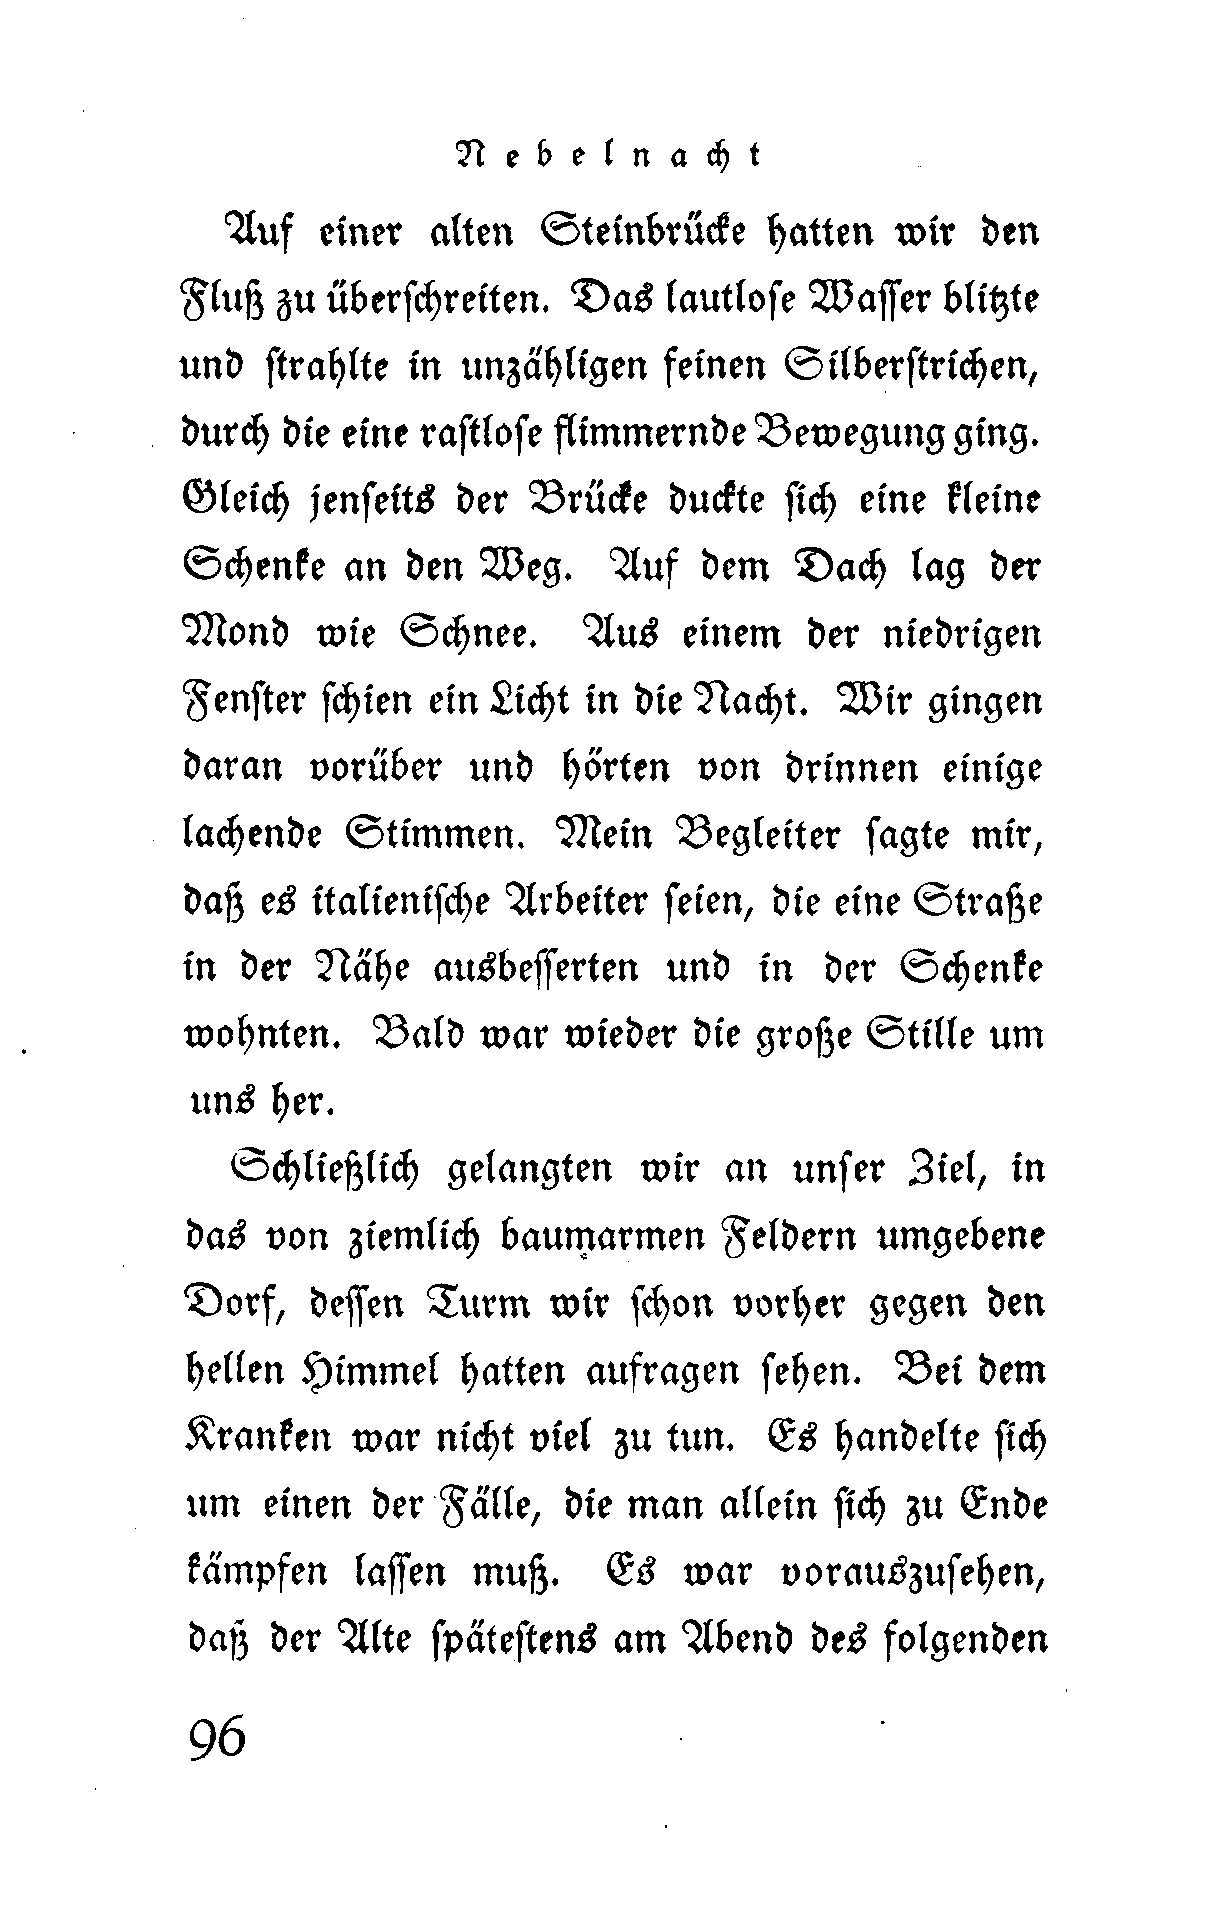 Nebelnacht
Auf einer alten Steinbrücke hatten wir den
Fluß zu überschreiten. Das lautlose Wasser blitzte
und strahlte in unzähligen feinen Silberstrichen,
durch die eine rastlose flimmernde Bewegung ging.
Gleich jenseits der Brücke duckte sich eine kleine
Schenke an den Weg. Auf dem Dach lag der
Mond wie Schnee. Aus einem der niedrigen
Fenster schien ein Licht in die Nacht. Wir gingen
daran vorüber und hörten von drinnen einige
lachende Stimmen. Mein Begleiter sagte mir,
daß es italienische Arbeiter seien, die eine Straße
in der Nähe ausbesserten und in der Schenke
wohnten. Bald war wieder die große Stille um
uns her.
Schließlich gelangten wir an unser Ziel, in
das von ziemlich baumarmen Feldern umgebene
Dorf, dessen Turm wir schon vorher gegen den
hellen Himmel hatten aufragen sehen. Bei dem
Kranken war nicht viel zu tun. Es handelte sich
um einen der Fälle, die man allein sich zu Ende
kämpfen lassen muß. Es war vorauszusehen,
daß der Alte spätestens am Abend des folgenden
96